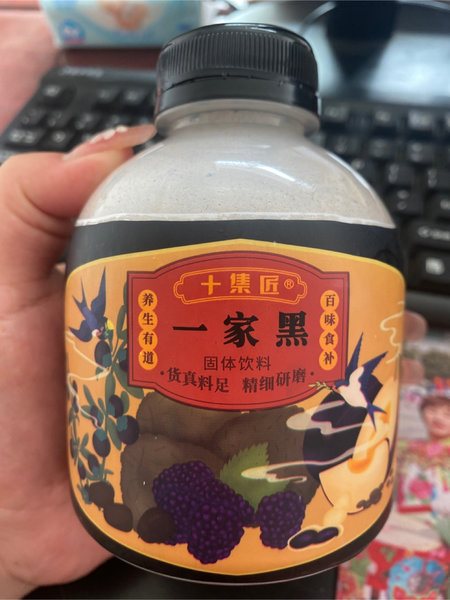 十集匠®
养生有道
百味食补
一家黑
固体饮料
·货真料足 精细研磨·